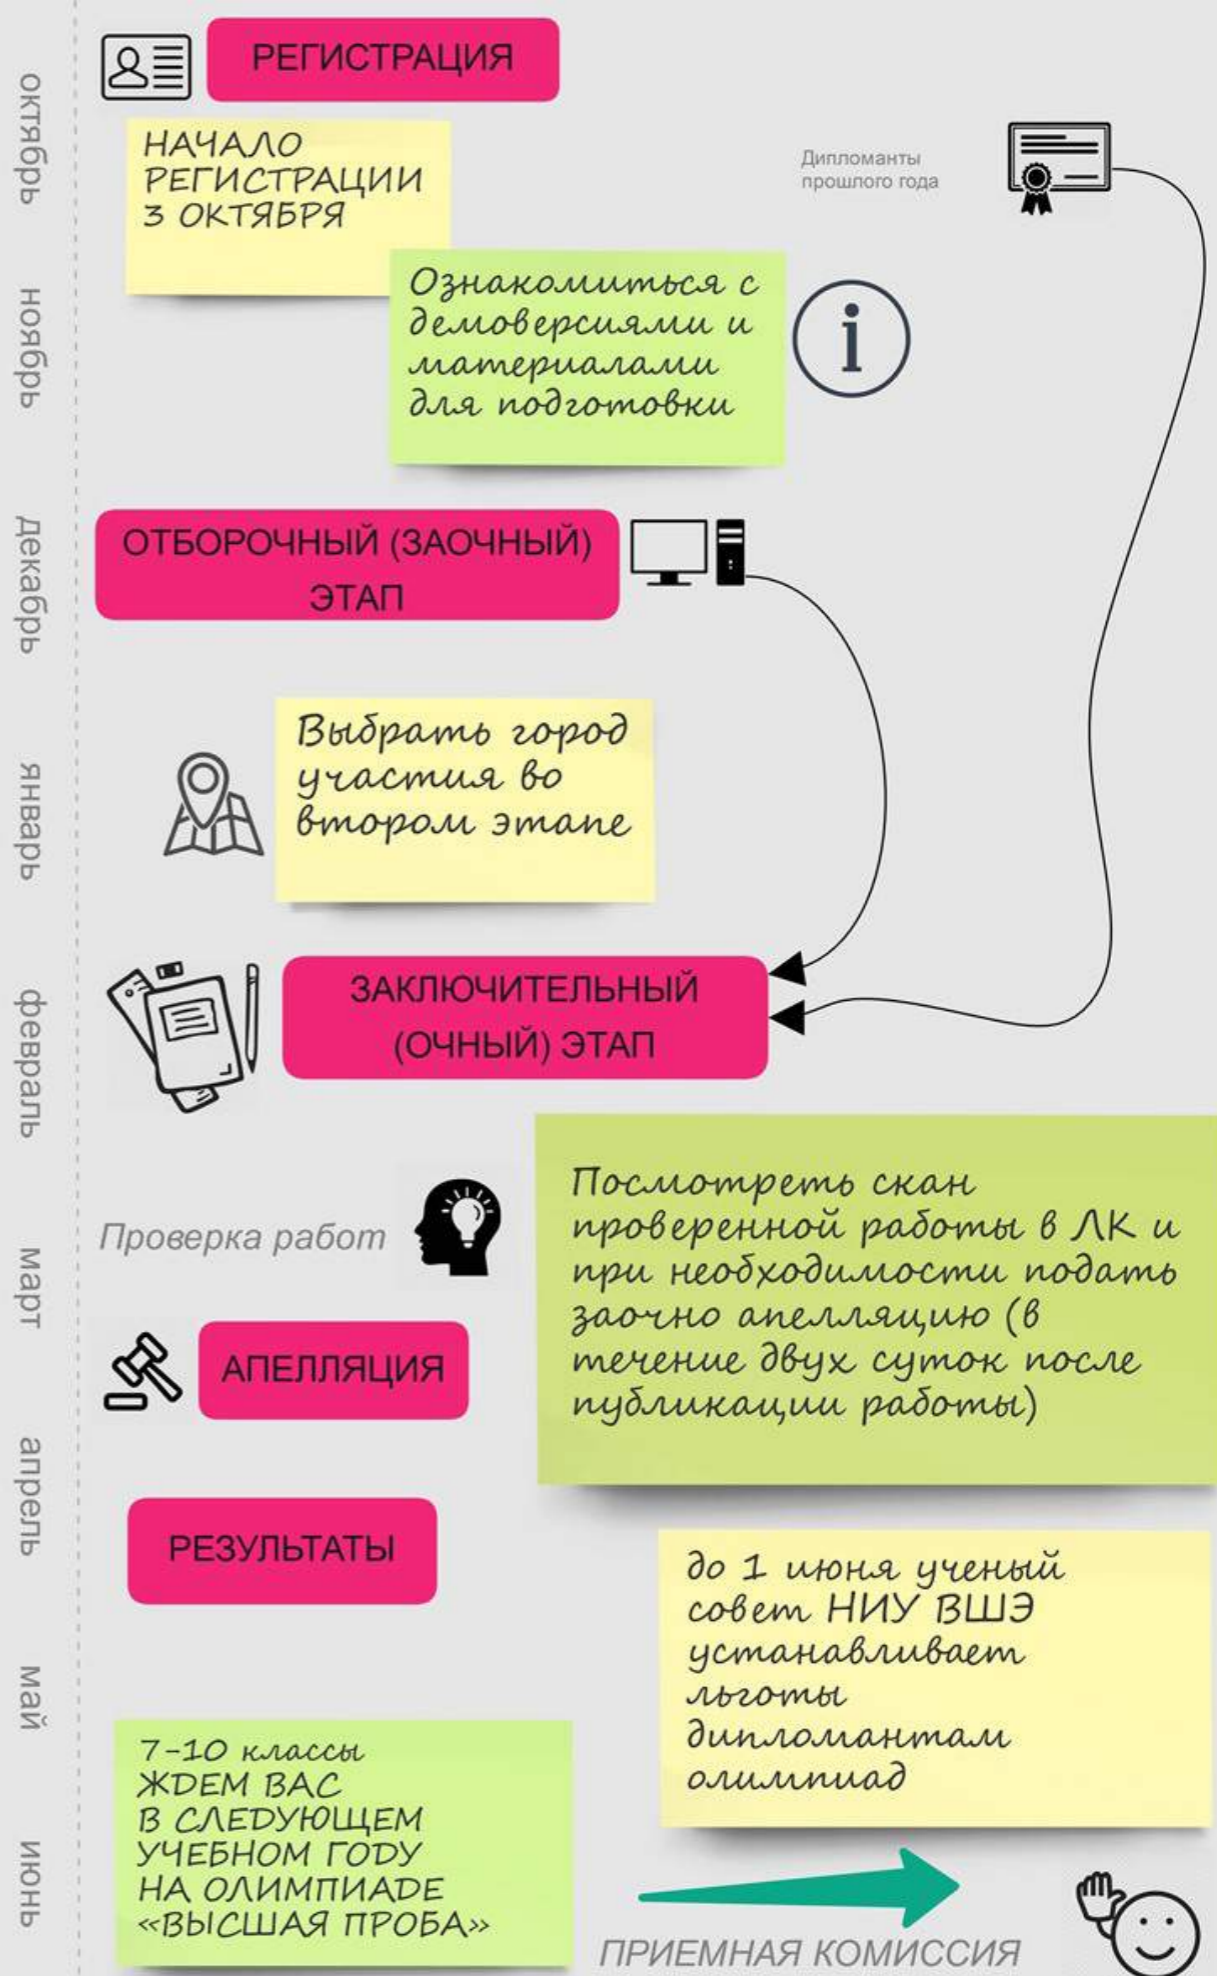 октябрь
РЕГИСТРАЦИЯ
НАЧАЛО
РЕГИСТРАЦИИ
3 ОКТЯБРЯ
Дипломанты
прошлого года
ноябрь
Ознакомиться с
демоверсиями и
материалами
для подготовки
i
декабрь
ОТБОРОЧНЫЙ (ЗАОЧНЫЙ)
ЭТАП
январь
Выбрать город
участия во
втором этапе
февраль
ЗАКЛЮЧИТЕЛЬНЫЙ
(ОЧНЫЙ) ЭТАП
март
Проверка работ
Посмотреть скан
проверенной работы в ЛК и
при необходимости подать
заочно апелляцию (в
течение двух суток после
публикации работы)
АПЕЛЛЯЦИЯ
апрель
РЕЗУЛЬТАТЫ
до 1 июня ученый
совет НИУ ВШЭ
устанавливает
льготы
дипломантам
олимпиад
май
7-10 классы
ЖДЕМ ВАС
В СЛЕДУЮЩЕМ
УЧЕБНОМ ГОДУ
НА ОЛИМПИАДЕ
«ВЫСШАЯ ПРОБА»
июнь
ПРИЕМНАЯ КОМИССИЯ